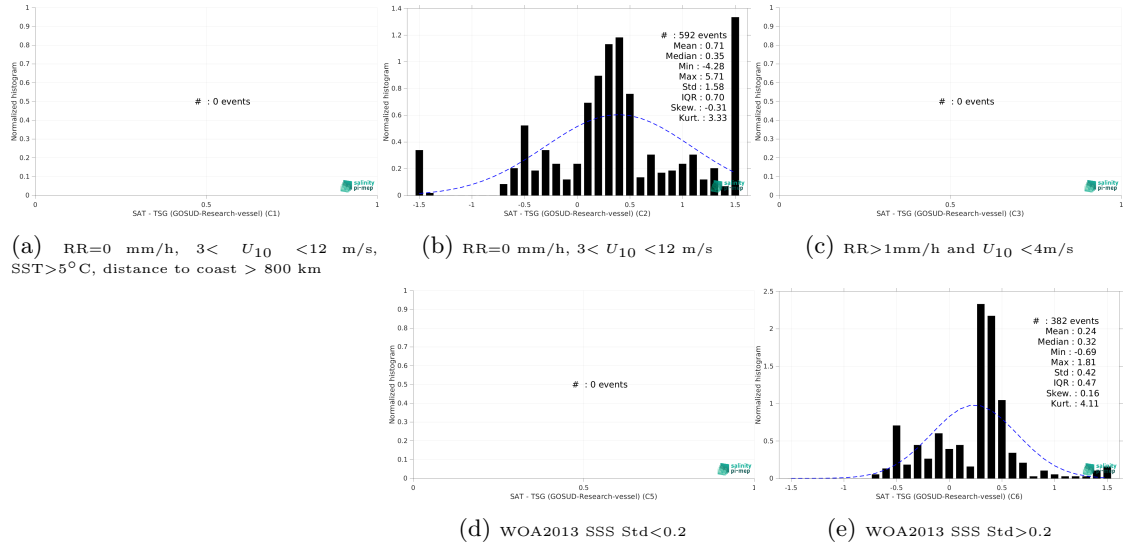 1
0.9
0.8
0.7
0.6
0.5
0.4
0.3
0.2
0.1
0
Normalized histogram
# : 0 events
salinity
pi-mep
0 0.5 1
SAT - TSG (GOSUD-Research-vessel) (C1)
(a) RR=0 mm/h, 3< U10 <12 m/s,
SST>5°C, distance to coast > 800 km
1.4
1.2
1
0.8
0.6
0.4
0.2
0
Normalized histogram
# : 592 events
Mean : 0.71
Median : 0.35
Min : -4.28
Max : 5.71
Std : 1.58
IQR : 0.70
Skew. : -0.31
Kurt. : 3.33
salinity
pi-mep
-1.5 -1 -0.5 0 0.5 1 1.5
SAT - TSG (GOSUD-Research-vessel) (C2)
(b) RR=0 mm/h, 3< U10 <12 m/s
1
0.9
0.8
0.7
0.6
0.5
0.4
0.3
0.2
0.1
0
Normalized histogram
# : 0 events
salinity
pi-mep
0 0.5 1
SAT - TSG (GOSUD-Research-vessel) (C3)
(c) RR>1mm/h and U10 <4m/s
1
0.9
0.8
0.7
0.6
0.5
0.4
0.3
0.2
0.1
0
Normalized histogram
# : 0 events
salinity
pi-mep
0 0.5 1
SAT - TSG (GOSUD-Research-vessel) (C5)
(d) WOA2013 SSS Std<0.2
2.5
2
1.5
1
0.5
0
Normalized histogram
# : 382 events
Mean : 0.24
Median : 0.32
Min : -0.69
Max : 1.81
Std : 0.42
IQR : 0.47
Skew. : 0.16
Kurt. : 4.11
salinity
pi-mep
-1.5 -1 -0.5 0 0.5 1 1.5
SAT - TSG (GOSUD-Research-vessel) (C6)
(e) WOA2013 SSS Std>0.2